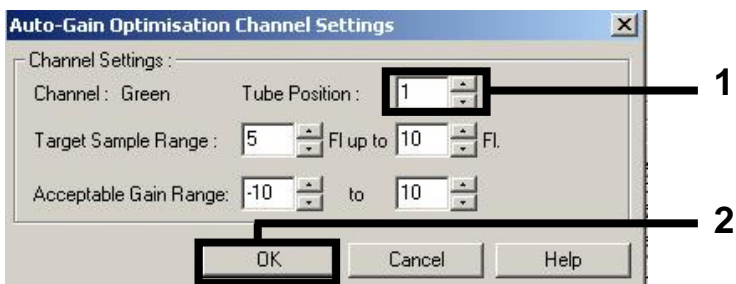 Auto-Gain Optimisation Channel Settings
Channel Settings :
Channel : Green Tube Position : 1 1
Target Sample Range : 5 Fl up to 10 Fl.
Acceptable Gain Range: -10 to 10
2
OK Cancel Help